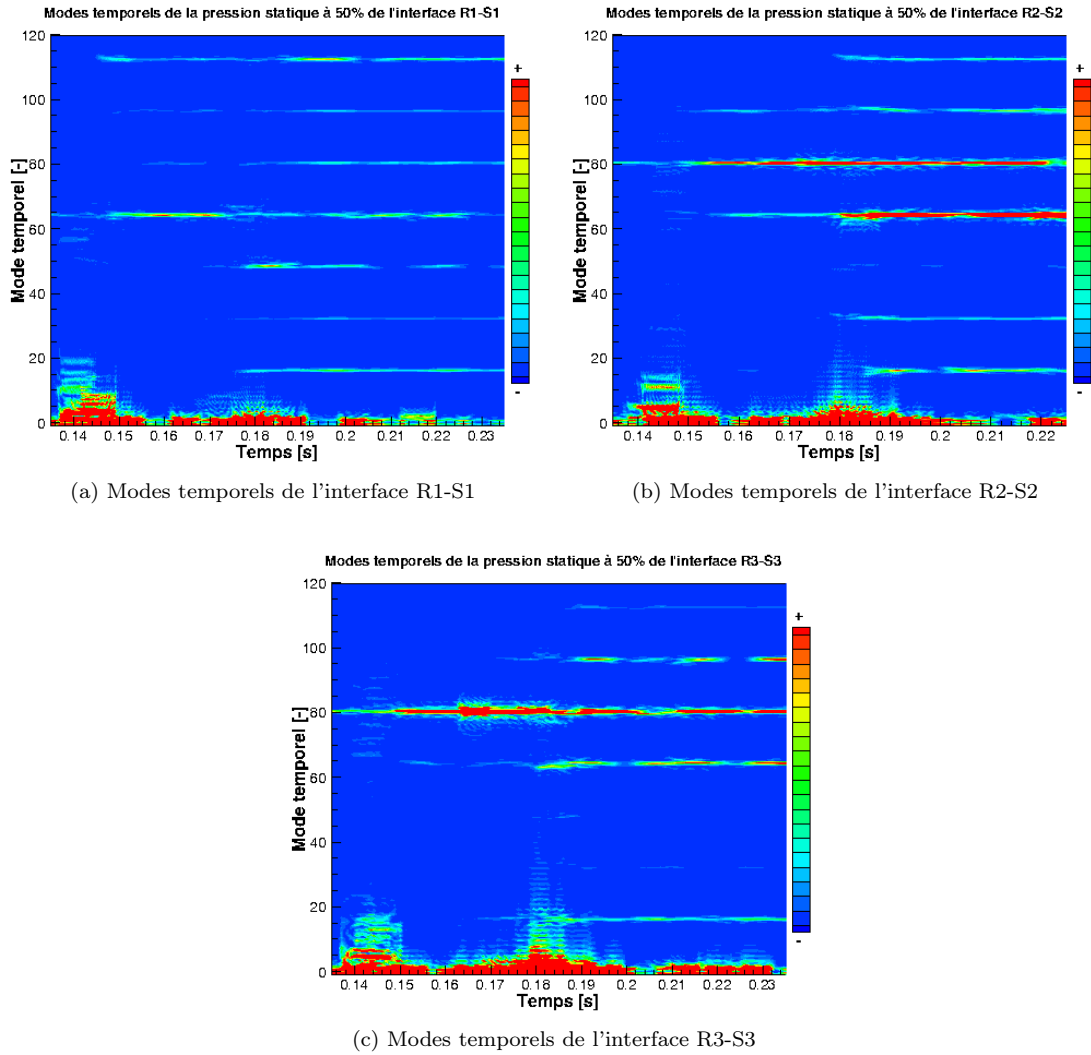 Modes temporels de la pression statique à 50% de l'interface R1-S1
120
100
80
60
40
20
0
Mode temporel [-]
0.14 0.15 0.16 0.17 0.18 0.19 0.2 0.21 0.22 0.23
Temps [s]
+
-
(a) Modes temporels de l'interface R1-S1
Modes temporels de la pression statique à 50% de l'interface R2-S2
120
100
80
60
40
20
0
Mode temporel [-]
0.14 0.15 0.16 0.17 0.18 0.19 0.2 0.21 0.22
Temps [s]
+
-
(b) Modes temporels de l'interface R2-S2
Modes temporels de la pression statique à 50% de l'interface R3-S3
120
100
80
60
40
20
0
Mode temporel [-]
0.14 0.15 0.16 0.17 0.18 0.19 0.2 0.21 0.22 0.23
Temps [s]
+
-
(c) Modes temporels de l'interface R3-S3